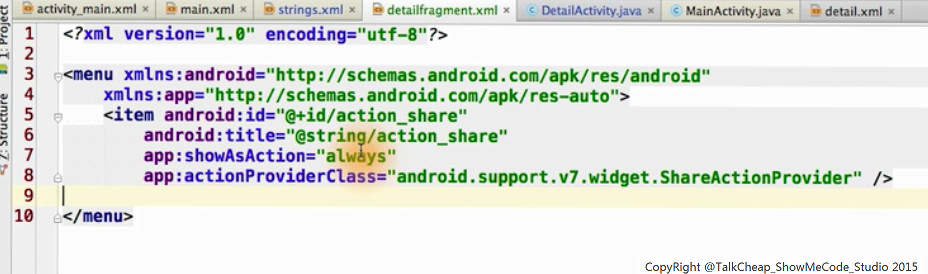 activity_main.xml × main.xml × strings.xml × detailfragment.xml × DetailActivity.java × MainActivity.java × detail.xml
1: Project
Z: Structure
1 <?xml version="1.0" encoding="utf-8"?>
2
3 <menu xmlns:android="http://schemas.android.com/apk/res/android"
4 xmlns:app="http://schemas.android.com/apk/res-auto">
5 <item android:id="@+id/action_share"
6 android:title="@string/action_share"
7 app:showAsAction="always"
8 app:actionProviderClass="android.support.v7.widget.ShareActionProvider" />
9
10 </menu>
CopyRight @TalkCheap_ShowMeCode_Studio 2015